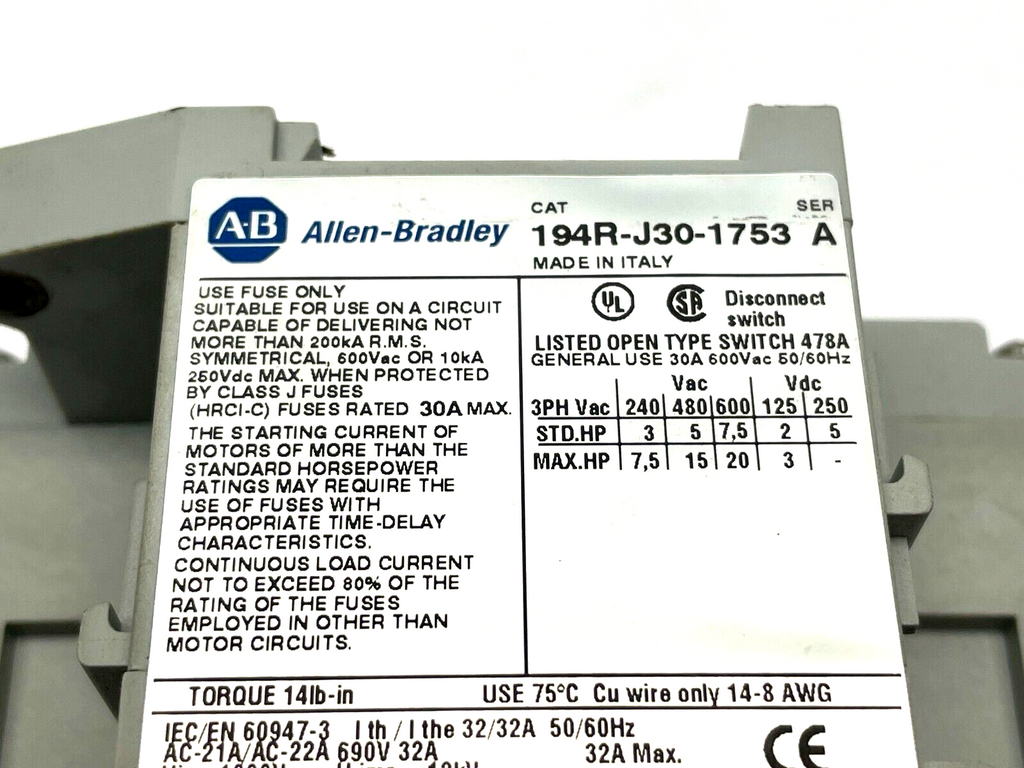 A-B Allen-Bradley
CAT SER
194R-J30-1753 A
MADE IN ITALY
USE FUSE ONLY
SUITABLE FOR USE ON A CIRCUIT
CAPABLE OF DELIVERING NOT
MORE THAN 200kA R.M.S.
SYMMETRICAL, 600Vac OR 10kA
250Vdc MAX. WHEN PROTECTED
BY CLASS J FUSES
(HRCI-C) FUSES RATED 30A MAX.
THE STARTING CURRENT OF
MOTORS OF MORE THAN THE
STANDARD HORSEPOWER
RATINGS MAY REQUIRE THE
USE OF FUSES WITH
APPROPRIATE TIME-DELAY
CHARACTERISTICS.
CONTINUOUS LOAD CURRENT
NOT TO EXCEED 80% OF THE
RATING OF THE FUSES
EMPLOYED IN OTHER THAN
MOTOR CIRCUITS.
UL SA Disconnect
switch
LISTED OPEN TYPE SWITCH 478A
GENERAL USE 30A 600Vac 50/60Hz
Vac Vdc
3PH Vac 240 480 600 125 250
STD.HP 3 5 7,5 2 5
MAX.HP 7,5 15 20 3 -
TORQUE 14lb-in USE 75°C Cu wire only 14-8 AWG
IEC/EN 60947-3 I th / I the 32/32A 50/60Hz
AC-21A/AC-22A 690V 32A 32A Max.
CE